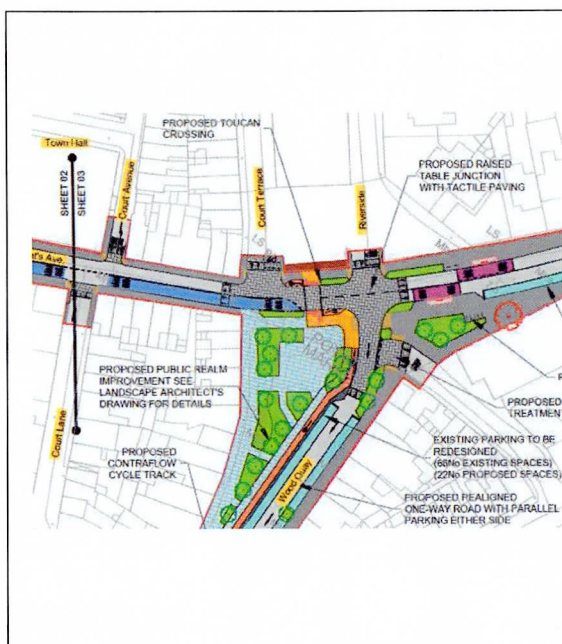 PROPOSED TOUCAN
CROSSING
Town Hall
SHEET 02
SHEET 03
Court Avenue
Court Terrace
Riverside
PROPOSED RAISED
TABLE JUNCTION
WITH TACTILE PAVING
Ave.
PROPOSED PUBLIC REALM
IMPROVEMENT SEE
LANDSCAPE ARCHITECT'S
DRAWING FOR DETAILS
Court Lane
PROPOSED
CONTRAFLOW
CYCLE TRACK
Wood Quay
PROPOSED
TREATMENT
EXISTING PARKING TO BE
REDESIGNED
(66No EXISTING SPACES)
(22No PROPOSED SPACES)
PROPOSED REALIGNED
ONE-WAY ROAD WITH PARALLEL
PARKING EITHER SIDE